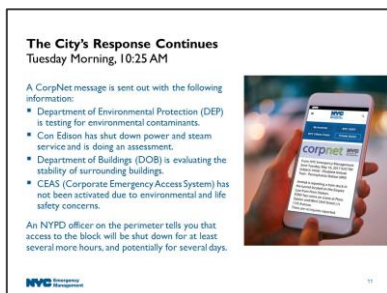 The City's Response Continues
Tuesday Morning, 10:25 AM
A CorpNet message is sent out with the following
information:
▪ Department of Environmental Protection (DEP)
is testing for environmental contaminants.
▪ Con Edison has shut down power and steam
service and is doing an assessment.
▪ Department of Buildings (DOB) is evaluating the
stability of surrounding buildings.
▪ CEAS (Corporate Emergency Access System) has
not been activated due to environmental and life
safety concerns.
An NYPD officer on the perimeter tells you that
access to the block will be shut down for at least
several more hours, and potentially for several days.
NYC
corpnet
NYC Emergency
Management
11